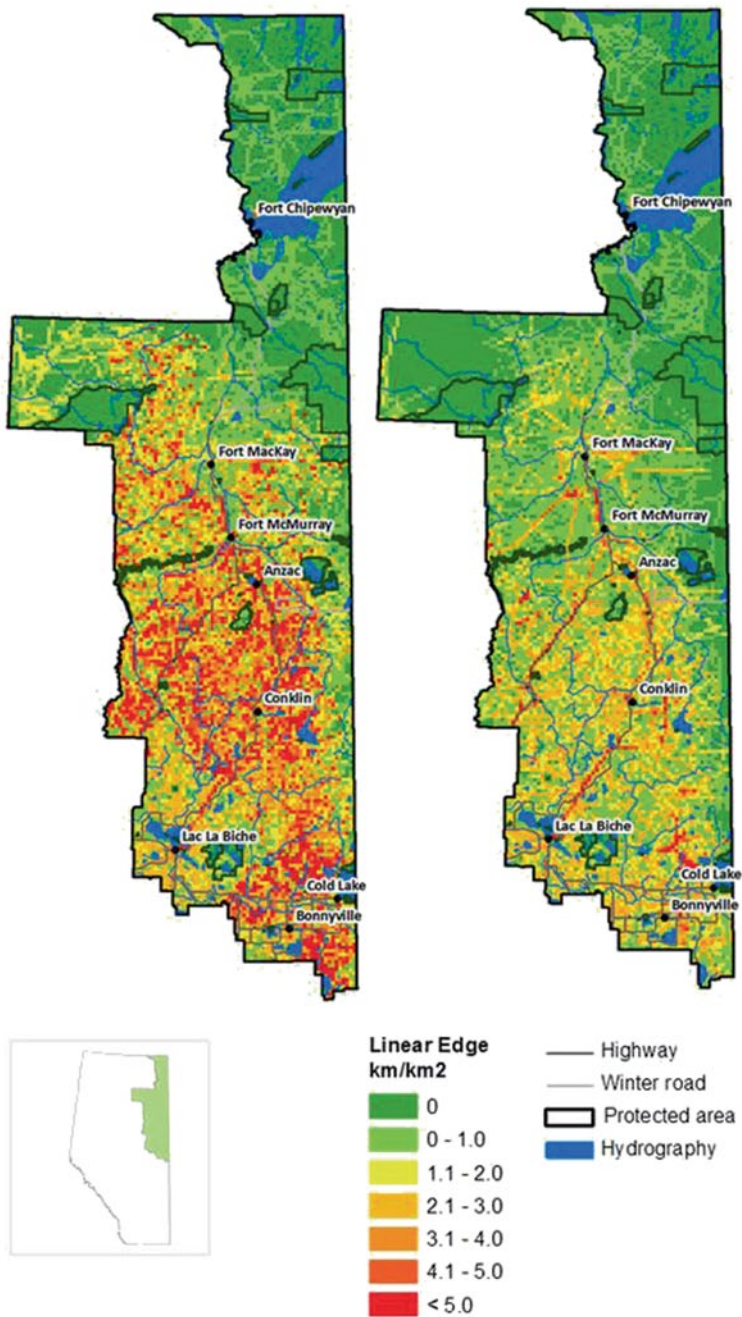 Fort Chipewyan
Fort MacKay
Fort McMurray
Anzac
Conklin
Lac La Biche
Cold Lake
Bonnyville
Fort Chipewyan
Fort MacKay
Fort McMurray
Anzac
Conklin
Lac La Biche
Cold Lake
Bonnyville
Linear Edge
km/km2
0
0 - 1.0
1.1 - 2.0
2.1 - 3.0
3.1 - 4.0
4.1 - 5.0
< 5.0
Highway
Winter road
Protected area
Hydrography